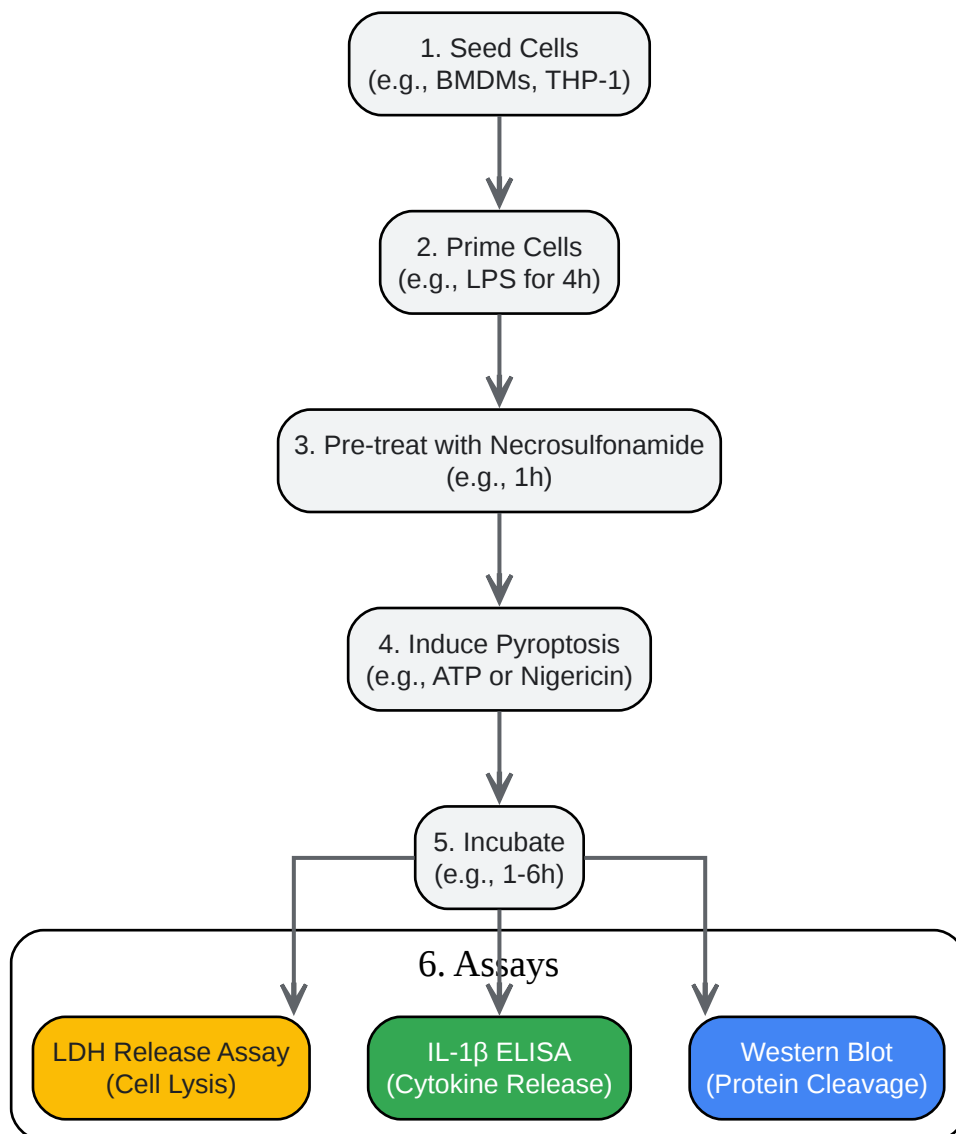 1. Seed Cells
(e.g., BMDMs, THP-1)
2. Prime Cells
(e.g., LPS for 4h)
3. Pre-treat with Necrosulfonamide
(e.g., 1h)
4. Induce Pyroptosis
(e.g., ATP or Nigericin)
5. Incubate
(e.g., 1-6h)
6. Assays
LDH Release Assay
(Cell Lysis)
IL-1β ELISA
(Cytokine Release)
Western Blot
(Protein Cleavage)